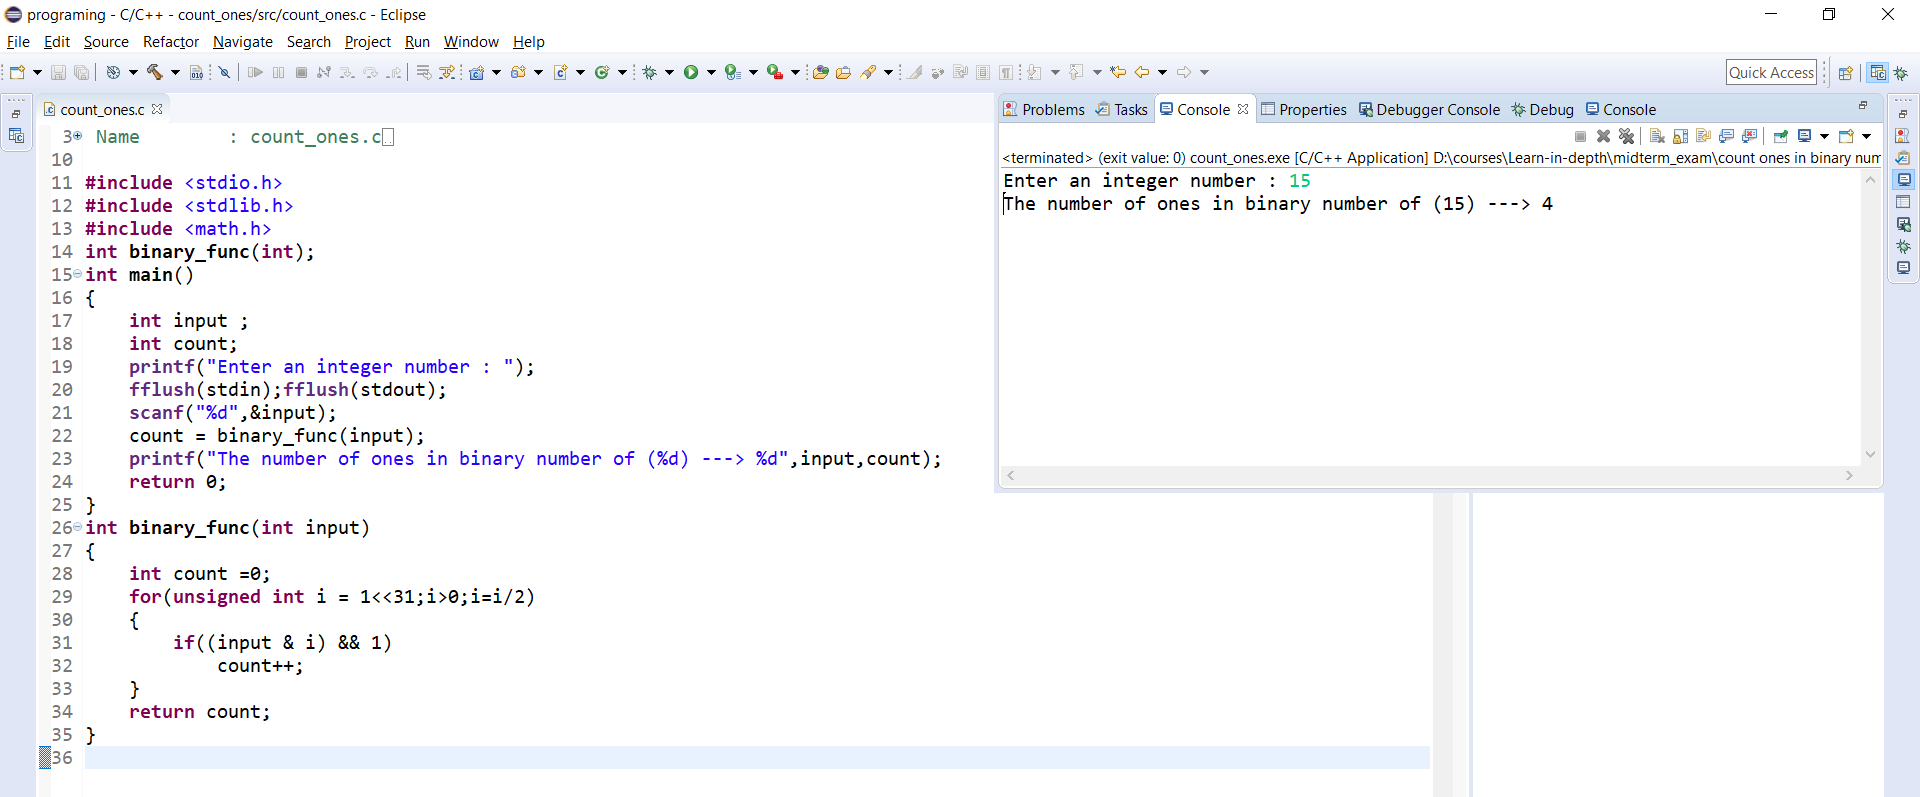 programing - C/C++ - count_ones/src/count_ones.c - Eclipse
File Edit Source Refactor Navigate Search Project Run Window Help
Quick Access
count_ones.c
3 Name : count_ones.c
10
11 #include <stdio.h>
12 #include <stdlib.h>
13 #include <math.h>
14 int binary_func(int);
15 int main()
16 {
17 int input ;
18 int count;
19 printf("Enter an integer number : ");
20 fflush(stdin);fflush(stdout);
21 scanf("%d",&input);
22 count = binary_func(input);
23 printf("The number of ones in binary number of (%d) ---> %d",input,count);
24 return 0;
25 }
26 int binary_func(int input)
27 {
28 int count =0;
29 for(unsigned int i = 1<<31;i>0;i=i/2)
30 {
31 if((input & i) && 1)
32 count++;
33 }
34 return count;
35 }
36
Problems Tasks Console Properties Debugger Console Debug Console
<terminated> (exit value: 0) count_ones.exe [C/C++ Application] D:\courses\Learn-in-depth\midterm_exam\count ones in binary num
Enter an integer number : 15
The number of ones in binary number of (15) ---> 4